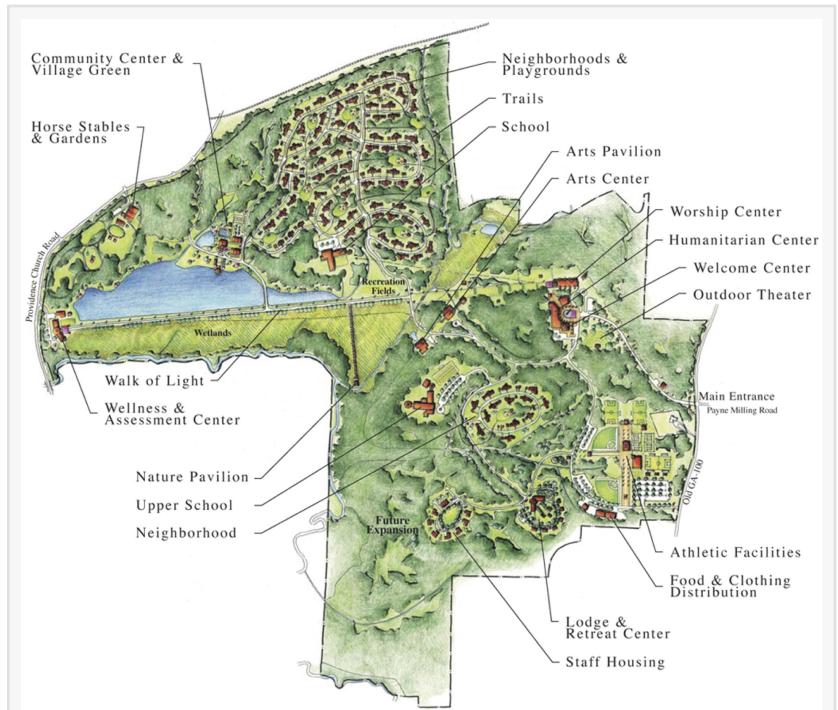 Community Center &
Village Green
Neighborhoods &
Playgrounds
Trails
Horse Stables
& Gardens
School
Arts Pavilion
Arts Center
Worship Center
Humanitarian Center
Welcome Center
Outdoor Theater
Providence Church Road
Recreation
Fields
Wetlands
Walk of Light
Main Entrance
Payne Milling Road
Wellness &
Assessment Center
Nature Pavilion
Old GA-100
Upper School
Future
Expansion
Neighborhood
Athletic Facilities
Food & Clothing
Distribution
Lodge &
Retreat Center
Staff Housing